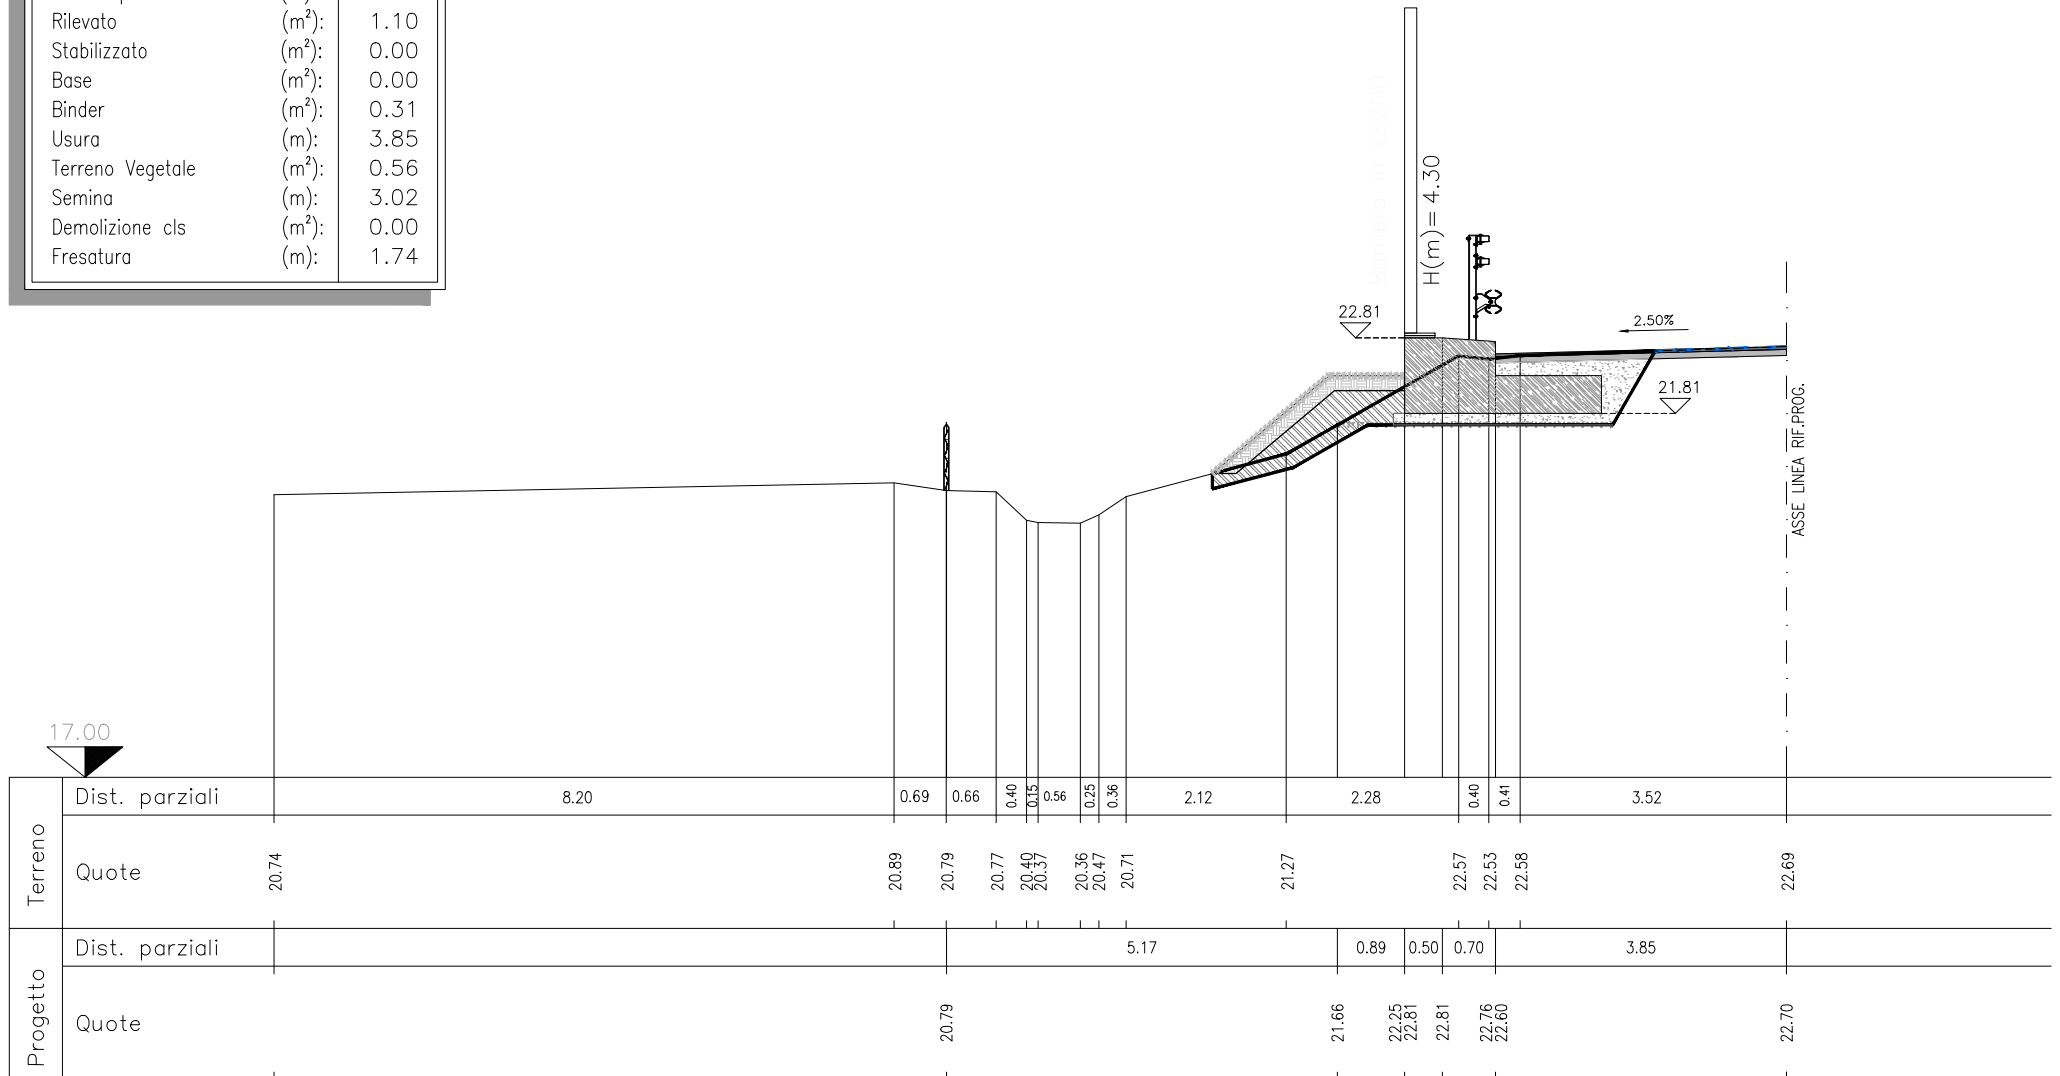 Rilevato (m²): 1.10
Stabilizzato (m²): 0.00
Base (m²): 0.00
Binder (m²): 0.31
Usura (m): 3.85
Terreno Vegetale (m²): 0.56
Semina (m): 3.02
Demolizione cls (m²): 0.00
Fresatura (m): 1.74
H(m)= 4.30
22.81
2.50%
21.81
ASSE LINEA RIF.PROG.
17.00
Terreno
Dist. parziali 8.20 0.69 0.66 0.40 0.15 0.56 0.25 0.36 2.12 2.28 0.40 0.41 3.52
Quote 20.74 20.89 20.79 20.77 20.40 20.37 20.36 20.47 20.71 21.27 22.57 22.53 22.58 22.69
Progetto
Dist. parziali 5.17 0.89 0.50 0.70 3.85
Quote 20.79 21.66 22.25 22.81 22.81 22.76 22.60 22.70